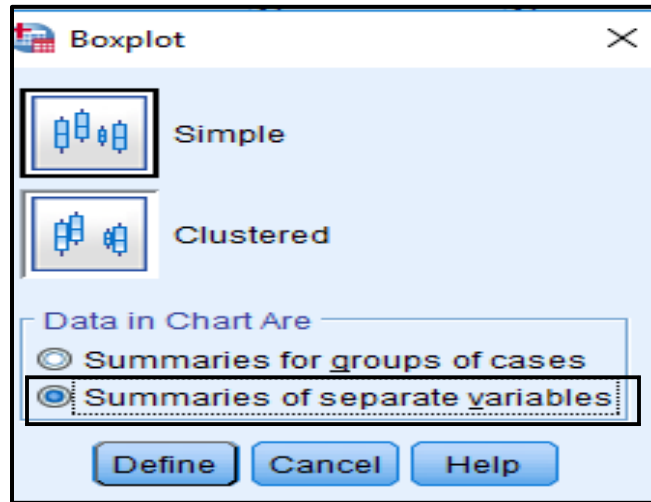 Boxplot
Simple
Clustered
Data in Chart Are
Summaries for groups of cases
Summaries of separate variables
Define Cancel Help